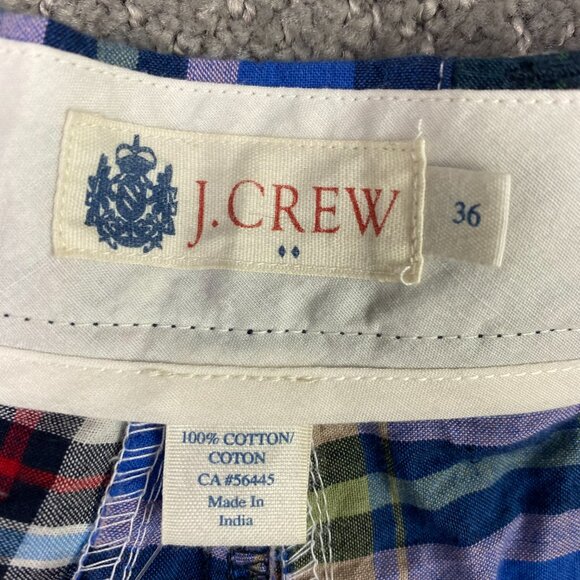 J.CREW
36
100% COTTON/
COTON
CA #56445
Made In
India